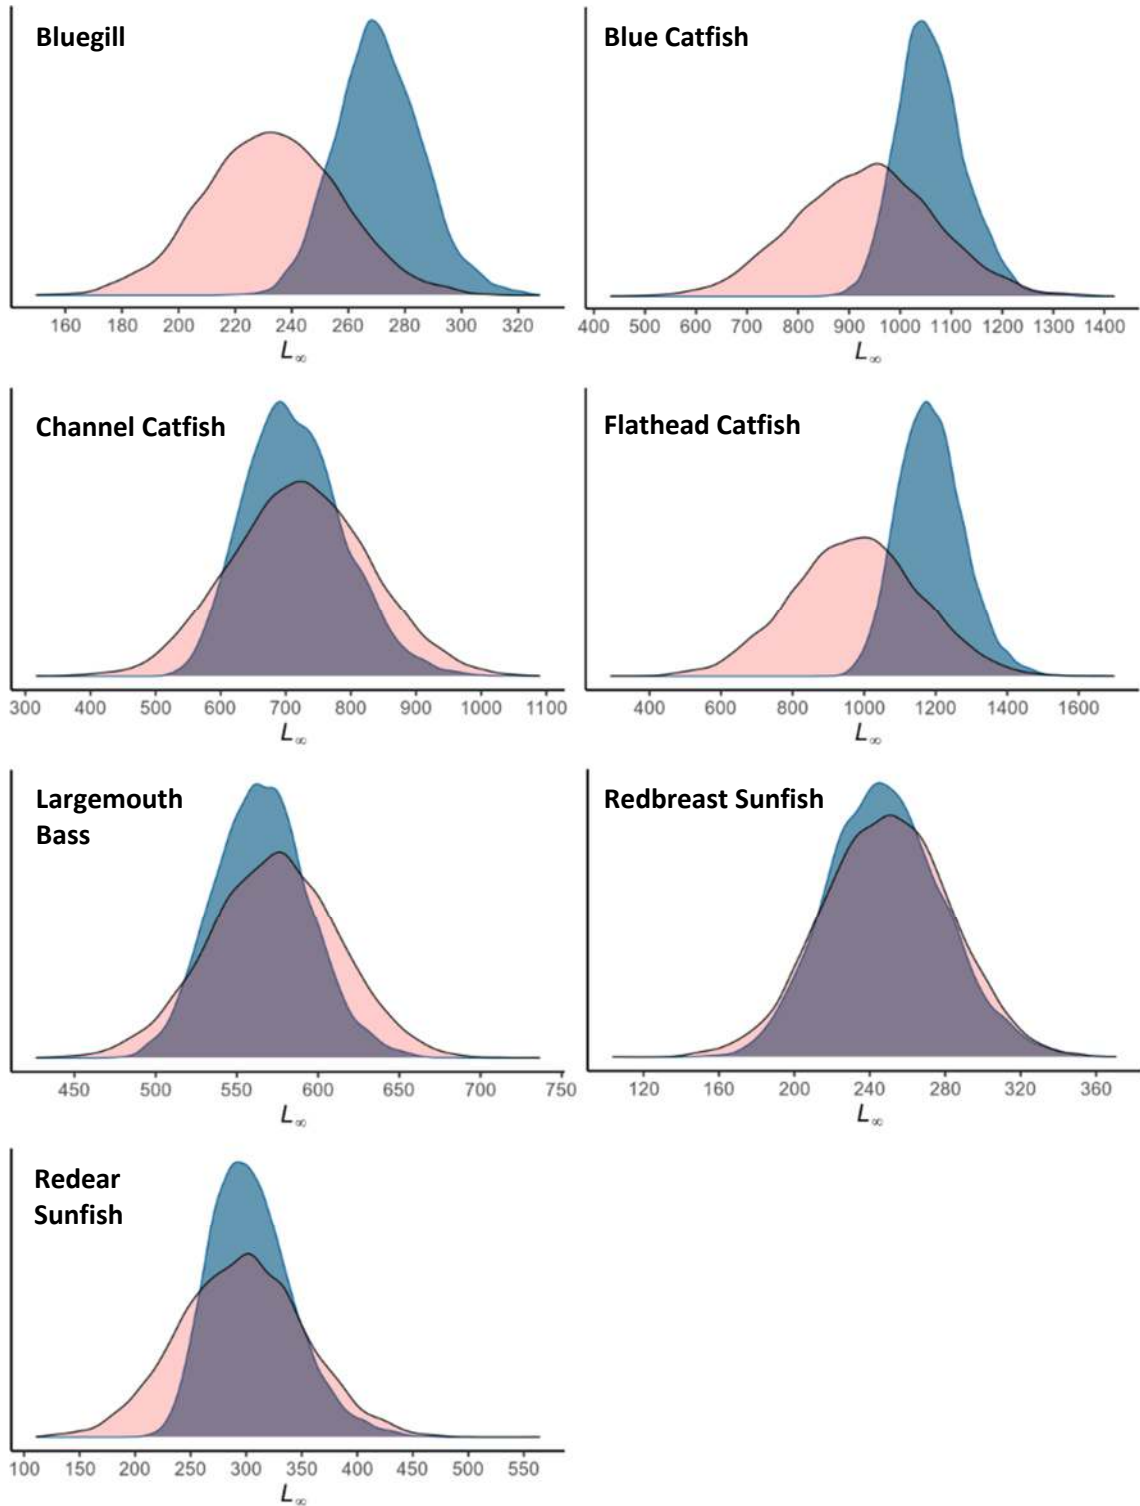 Bluegill
160 180 200 220 240 260 280 300 320
L∞
Blue Catfish
400 500 600 700 800 900 1000 1100 1200 1300 1400
L∞
Channel Catfish
300 400 500 600 700 800 900 1000 1100
L∞
Flathead Catfish
400 600 800 1000 1200 1400 1600
L∞
Largemouth
Bass
450 500 550 600 650 700 750
L∞
Redbreast Sunfish
120 160 200 240 280 320 360
L∞
Redear
Sunfish
100 150 200 250 300 350 400 450 500 550
L∞